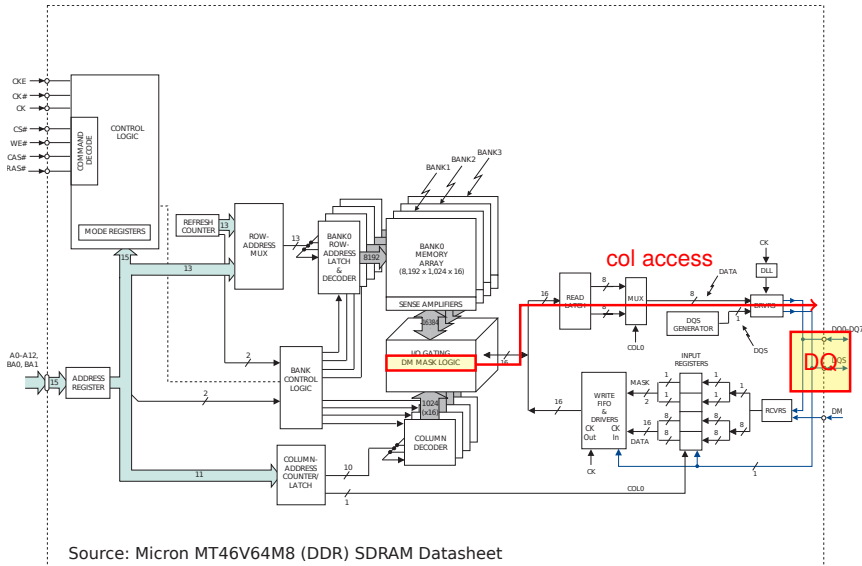 CKE
CK#
CK
CS#
WE#
CAS#
RAS#
COMMAND
DECODE
CONTROL
LOGIC
MODE REGISTERS
15
REFRESH
COUNTER
13
13
ROW-
ADDRESS
MUX
13
BANK0
ROW-
ADDRESS
LATCH
&
DECODER
8192
BANK1
BANK2
BANK3
BANK0
MEMORY
ARRAY
(8,192 x 1,024 x 16)
SENSE AMPLIFIERS
16384
I/O GATING
DM MASK LOGIC
16
1024
(x16)
COLUMN
DECODER
A0-A12,
BA0, BA1
15
ADDRESS
REGISTER
2
2
BANK
CONTROL
LOGIC
11
COLUMN-
ADDRESS
COUNTER/
LATCH
10
1
COL0
col access
16
READ
LATCH
8
8
MUX
COL0
8
DATA
DQS
GENERATOR
1
DQS
CK
DLL
DRVRS
DQ
DQ0-DQ7
DQS
DM
16
WRITE
FIFO
&
DRIVERS
CK
Out
CK
In
CK
MASK
2
16
DATA
INPUT
REGISTERS
1
1
8
8
1
1
8
8
1
8
RCVRS
1
Source: Micron MT46V64M8 (DDR) SDRAM Datasheet